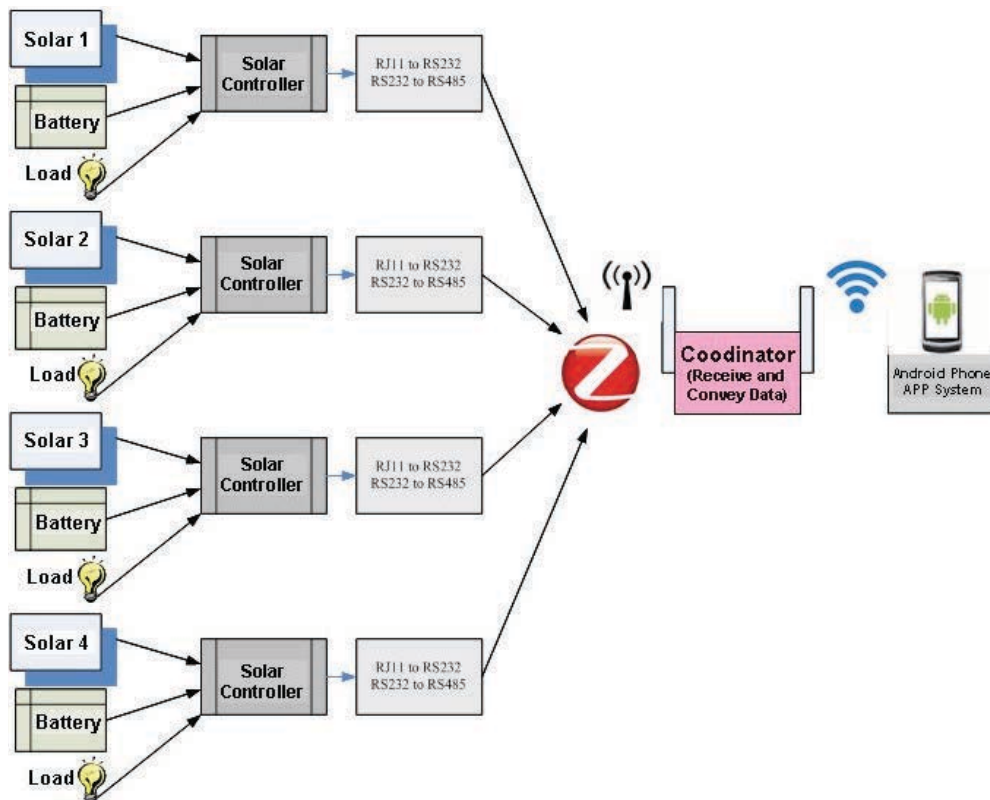 Solar 1
Battery
Load
Solar
Controller
RJ11 to RS232
RS232 to RS485
Solar 2
Battery
Load
Solar
Controller
RJ11 to RS232
RS232 to RS485
Solar 3
Battery
Load
Solar
Controller
RJ11 to RS232
RS232 to RS485
Solar 4
Battery
Load
Solar
Controller
RJ11 to RS232
RS232 to RS485
Coodinator
(Receive and
Convey Data)
Android Phone
APP System